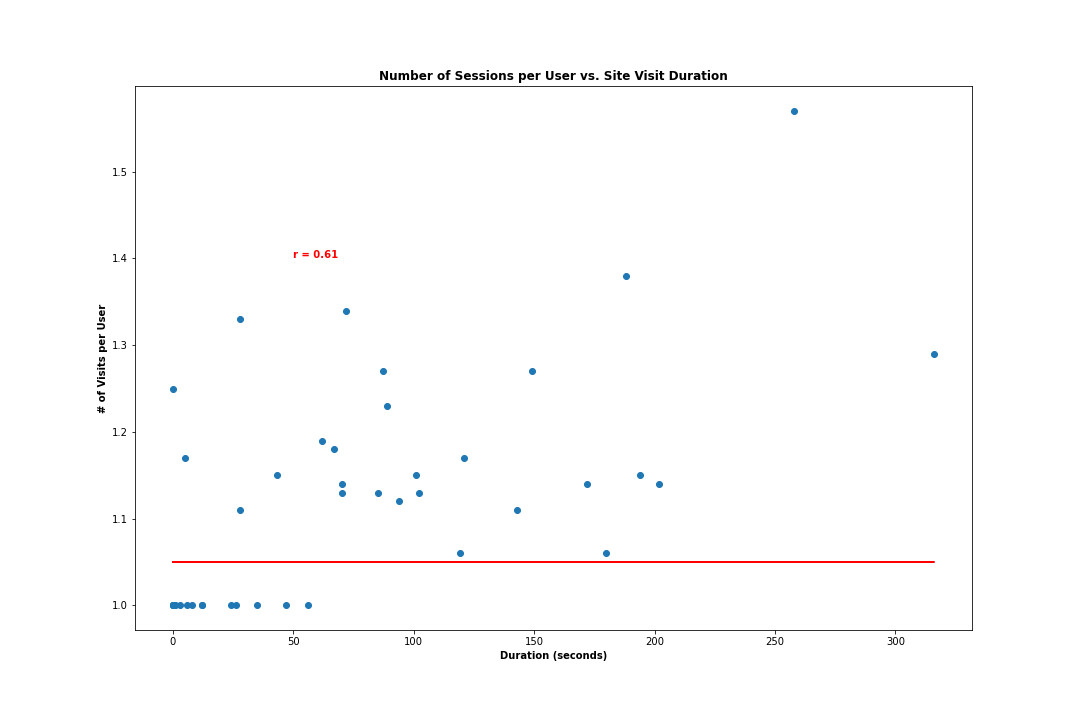 Number of Sessions per User vs. Site Visit Duration
# of Visits per User
1.5
1.4
1.3
1.2
1.1
1.0
r = 0.61
0 50 100 150 200 250 300
Duration (seconds)